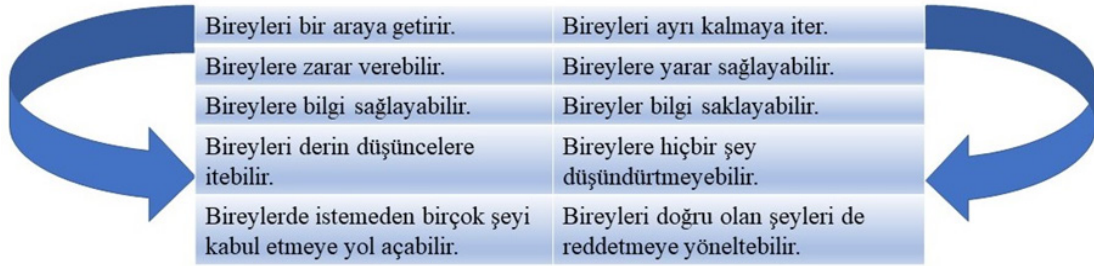 Bireyleri bir araya getirir.
Bireyleri ayrı kalmaya iter.
Bireylere zarar verebilir.
Bireylere yarar sağlayabilir.
Bireylere bilgi sağlayabilir.
Bireyler bilgi saklayabilir.
Bireyleri derin düşüncelere
itebilir.
Bireylere hiçbir şey
düşündürtmeyebilir.
Bireylerde istemeden birçok şeyi
kabul etmeye yol açabilir.
Bireyleri doğru olan şeyleri de
reddetmeye yöneltebilir.